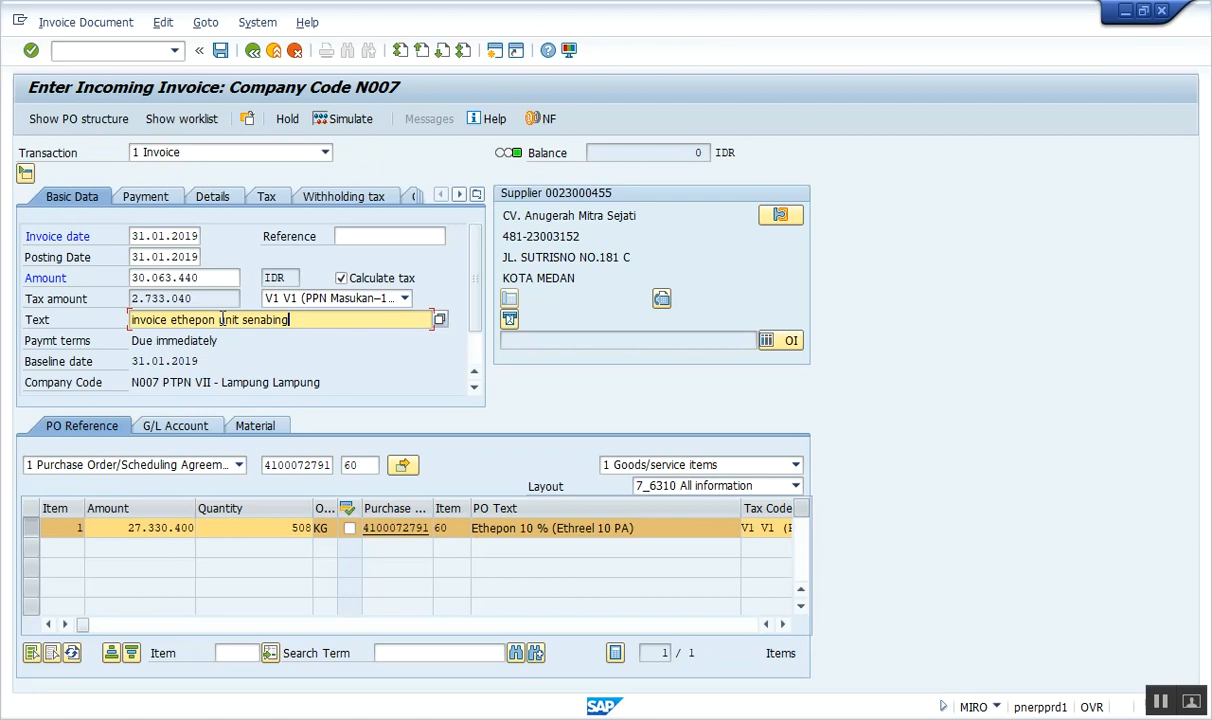 Invoice Document Edit Goto System Help
Enter Incoming Invoice: Company Code N007
Show PO structure Show worklist Hold Simulate Messages Help NF
Transaction 1 Invoice Balance 0 IDR
Basic Data Payment Details Tax Withholding tax
Invoice date 31.01.2019 Reference
Posting Date 31.01.2019
Amount 30.063.440 IDR Calculate tax
Tax amount 2.733.040 V1 V1 (PPN Masukan–1...
Text invoice ethepon unit senabing
Paymt terms Due immediately
Baseline date 31.01.2019
Company Code N007 PTPN VII - Lampung Lampung
Supplier 0023000455
CV. Anugerah Mitra Sejati
481-23003152
JL. SUTRISNO NO.181 C
KOTA MEDAN
OI
PO Reference G/L Account Material
1 Purchase Order/Scheduling Agreem... 4100072791 60 1 Goods/service items
Layout 7_6310 All information
Item Amount Quantity O... Purchase ... Item PO Text Tax Code
1 27.330.400 508 KG 4100072791 60 Ethepon 10 % (Ethreel 10 PA) V1 V1 (
Item Search Term 1 / 1 Items
SAP MIRO pnerpprd1 OVR